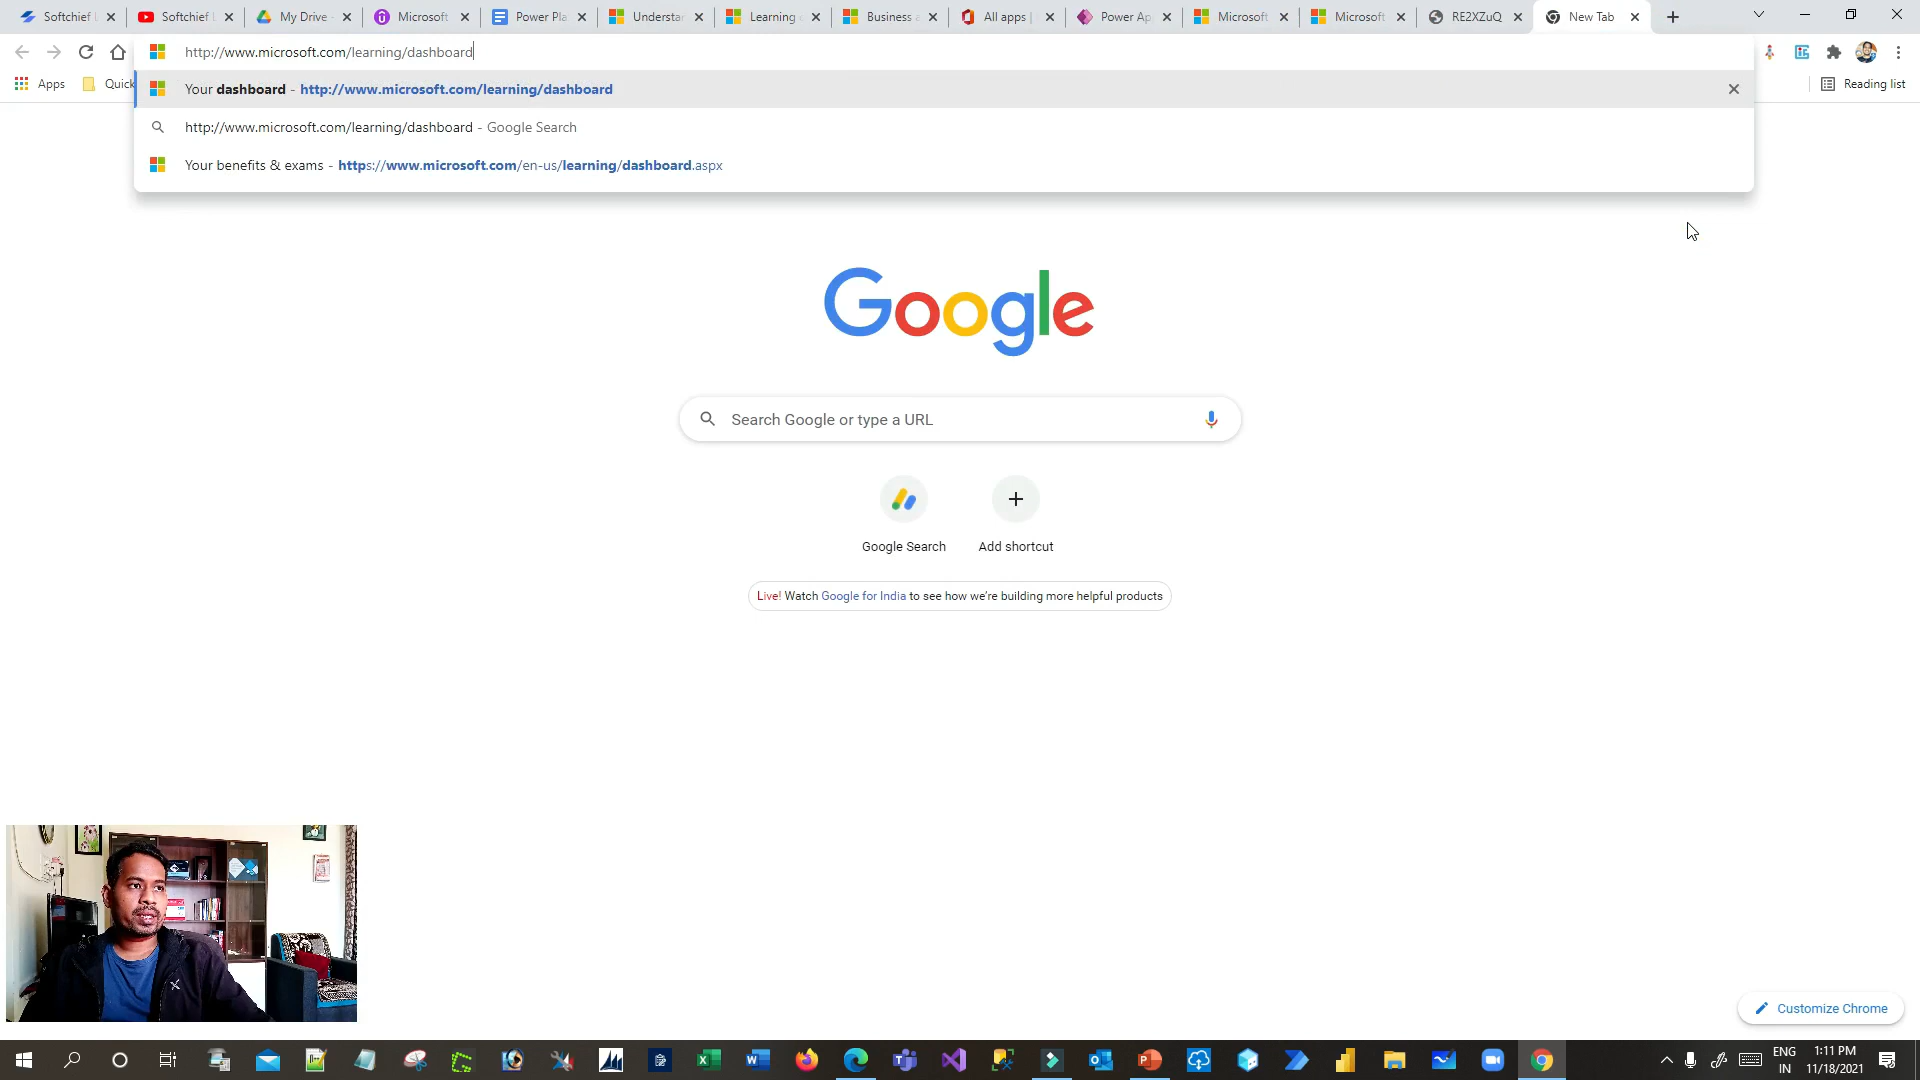 Softchief
Softchief
My Drive
Microsoft
Power Pla
Understa
Learning
Business a
All apps |
Power Ap
Microsoft
Microsoft
RE2XZuQ
New Tab
http://www.microsoft.com/learning/dashboard
Apps
Quick
Reading list
Your dashboard - http://www.microsoft.com/learning/dashboard
http://www.microsoft.com/learning/dashboard - Google Search
Your benefits & exams - https://www.microsoft.com/en-us/learning/dashboard.aspx
Google
Search Google or type a URL
Google Search
Add shortcut
Live! Watch Google for India to see how we're building more helpful products
Customize Chrome
ENG
IN
1:11 PM
11/18/2021